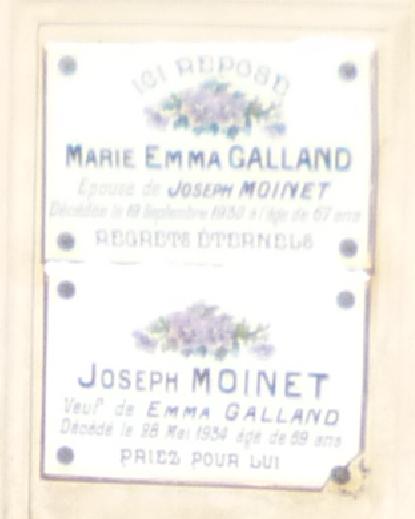 ICI REPOSE
MARIE EMMA GALLAND
Epouse de JOSEPH MOINET
Décédée le 19 Septembre 1930 à l'âge de 67 ans
REGRETS ÉTERNELS
JOSEPH MOINET
Veuf de EMMA GALLAND
Décédé le 28 Mai 1934 âgé de 69 ans
PRIEZ POUR LUI